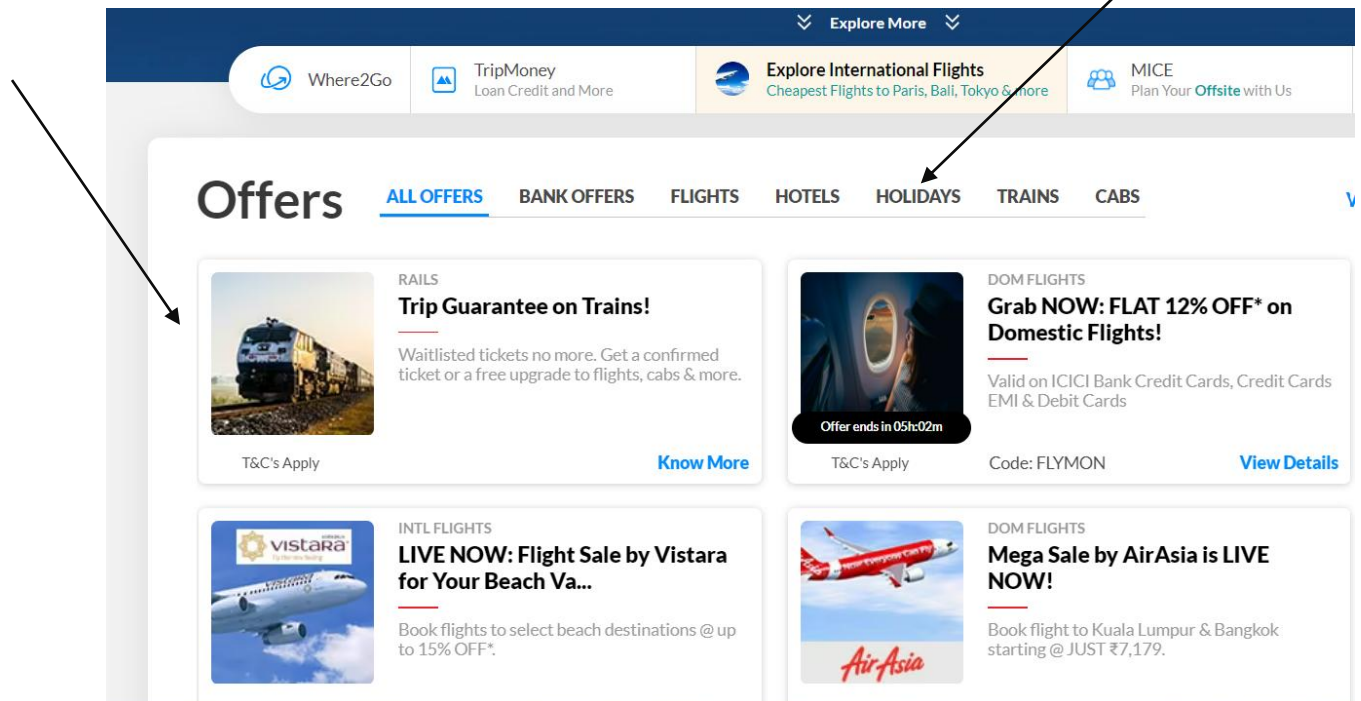 Explore More
Where2Go
TripMoney
Loan Credit and More
Explore International Flights
Cheapest Flights to Paris, Bali, Tokyo & more
MICE
Plan Your Offsite with Us
Offers
ALL OFFERS
BANK OFFERS
FLIGHTS
HOTELS
HOLIDAYS
TRAINS
CABS
RAILS
Trip Guarantee on Trains!
Waitlisted tickets no more. Get a confirmed
ticket or a free upgrade to flights, cabs & more.
T&C's Apply
Know More
DOM FLIGHTS
Grab NOW: FLAT 12% OFF* on
Domestic Flights!
Valid on ICICI Bank Credit Cards, Credit Cards
EMI & Debit Cards
Offer ends in 05h:02m
T&C's Apply
Code: FLYMON
View Details
vistara
INTL FLIGHTS
LIVE NOW: Flight Sale by Vistara
for Your Beach Va...
Book flights to select beach destinations @ up
to 15% OFF*.
AirAsia
DOM FLIGHTS
Mega Sale by AirAsia is LIVE
NOW!
Book flight to Kuala Lumpur & Bangkok
starting @ JUST ₹7,179.